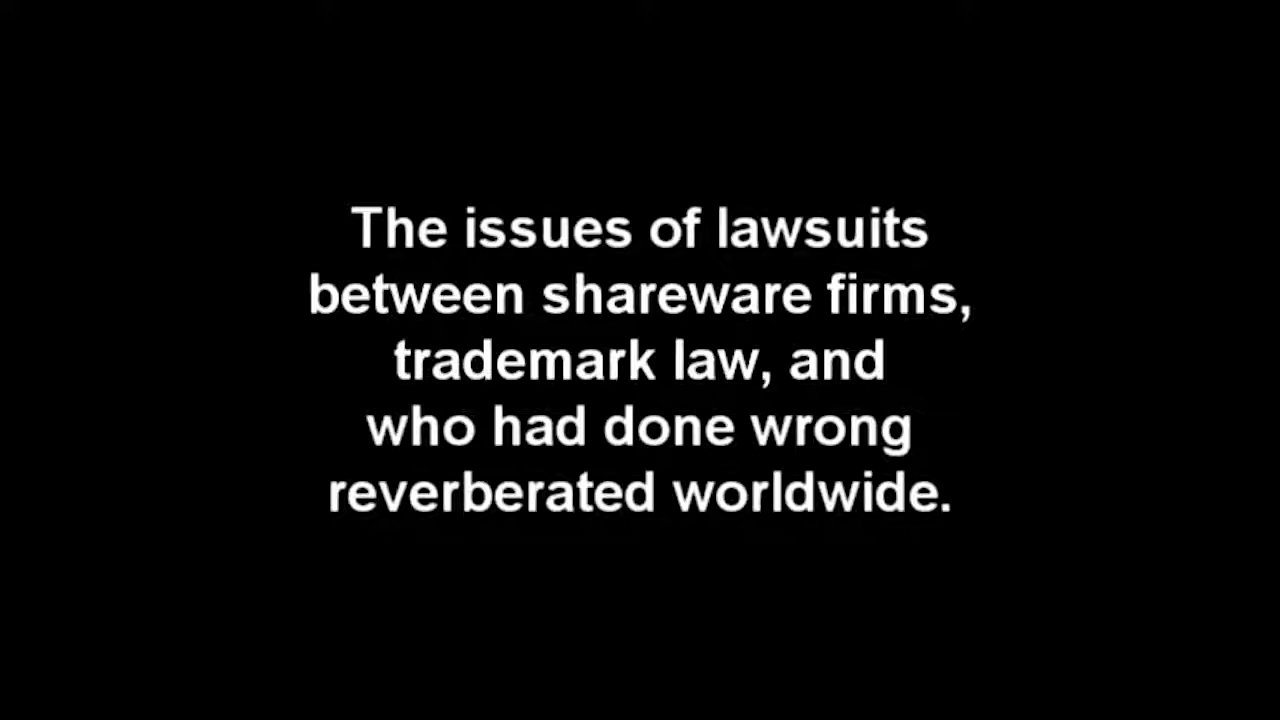 The issues of lawsuits
between shareware firms,
trademark law, and
who had done wrong
reverberated worldwide.